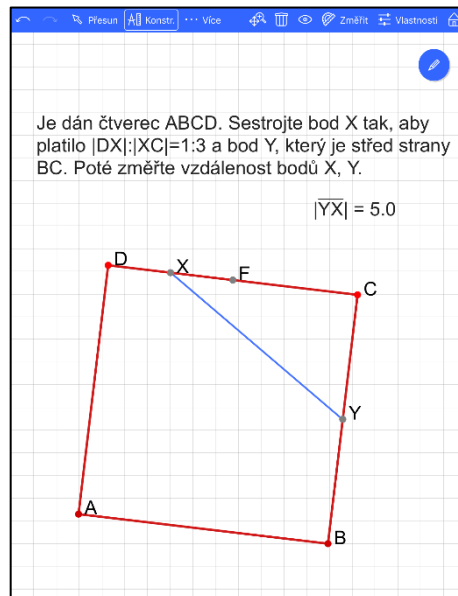 Přesun Konstr. Více Změřit Vlastnosti
Je dán čtverec ABCD. Sestrojte bod X tak, aby
platilo |DX|:|XC|=1:3 a bod Y, který je střed strany
BC. Poté změřte vzdálenost bodů X, Y.
|YX| = 5.0
D X F
C
Y
A
B